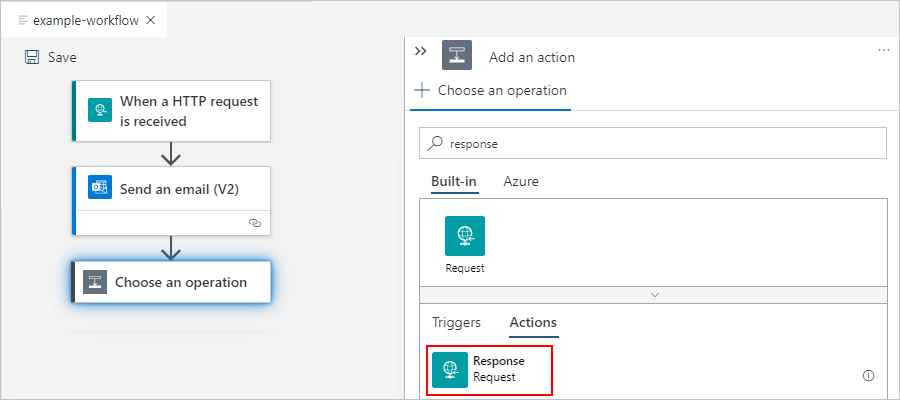 example-workflow
Save
When a HTTP request
is received
Send an email (V2)
Choose an operation
Add an action
Choose an operation
response
Built-in
Azure
Request
Triggers
Actions
Response
Request